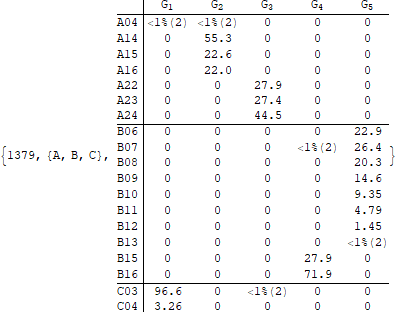 G1 G2 G3 G4 G5
A04 <1%(2) <1%(2) 0 0 0
A14 0 55.3 0 0 0
A15 0 22.6 0 0 0
A16 0 22.0 0 0 0
A22 0 0 27.9 0 0
A23 0 0 27.4 0 0
A24 0 0 44.5 0 0
B06 0 0 0 0 22.9
B07 0 0 0 <1%(2) 26.4
{1379, {A, B, C}, B08 0 0 0 0 20.3 }
B09 0 0 0 0 14.6
B10 0 0 0 0 9.35
B11 0 0 0 0 4.79
B12 0 0 0 0 1.45
B13 0 0 0 0 <1%(2)
B15 0 0 0 27.9 0
B16 0 0 0 71.9 0
C03 96.6 0 <1%(2) 0 0
C04 3.26 0 0 0 0